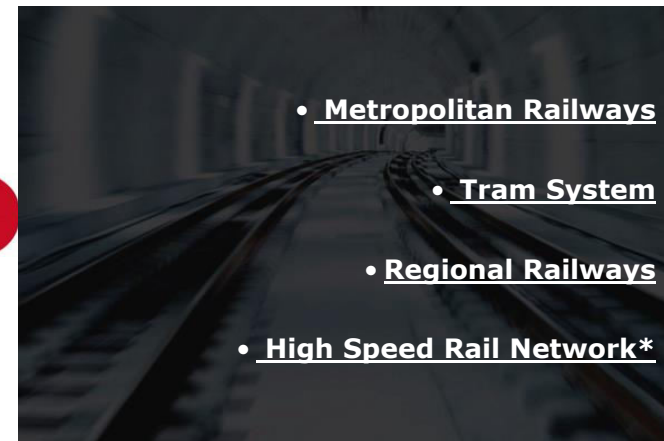 • Metropolitan Railways
• Tram System
• Regional Railways
• High Speed Rail Network*